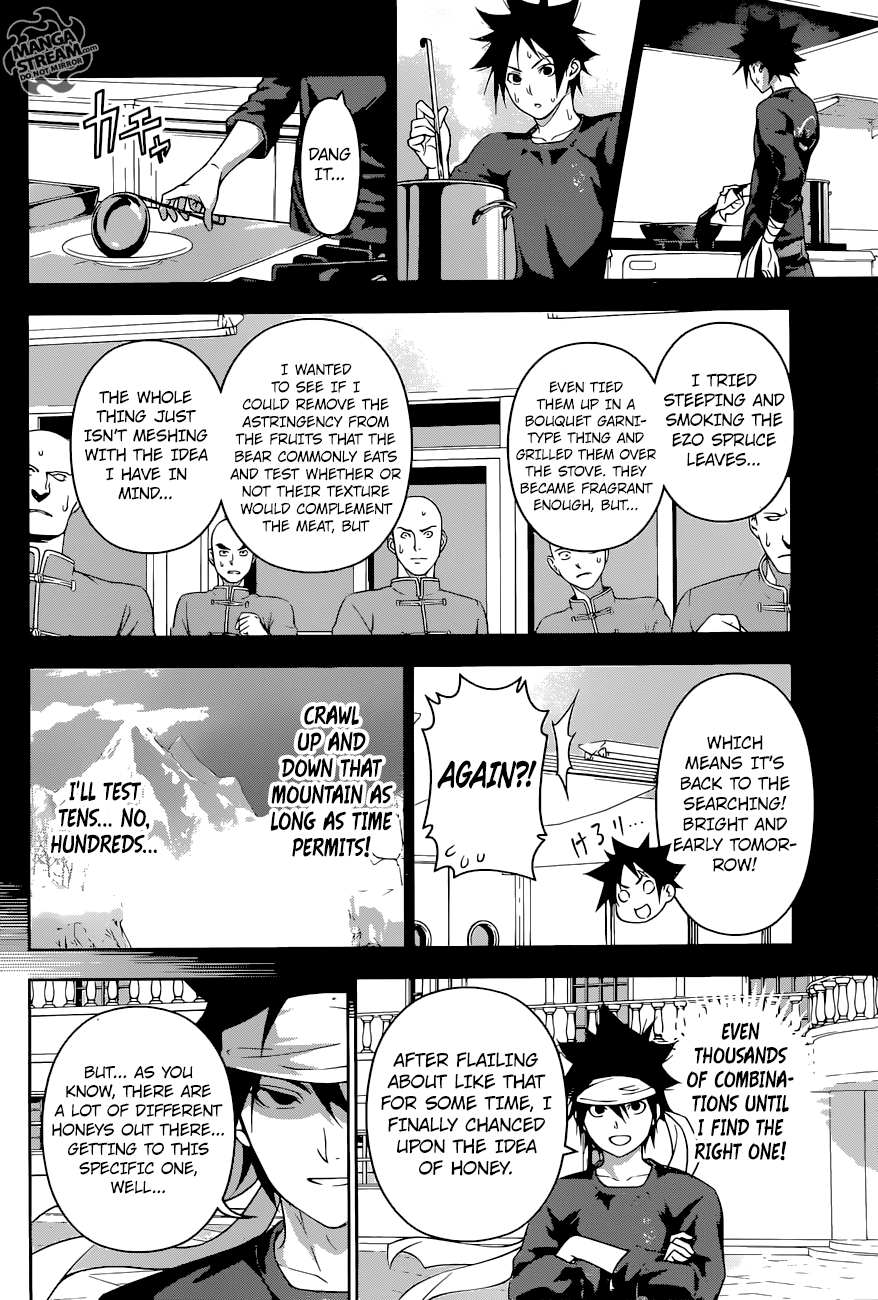 MANGA
STREAM.com
DO NOT MIRROR
DANG
IT...
ガチャ
I TRIED
STEEPING AND
SMOKING THE
EZO SPRUCE
LEAVES...
EVEN TIED
THEM UP IN A
BOUQUET GARNI-
TYPE THING AND
GRILLED THEM OVER
THE STOVE. THEY
BECAME FRAGRANT
ENOUGH, BUT...
I WANTED
TO SEE IF I
COULD REMOVE THE
ASTRINGENCY FROM
THE FRUITS THAT THE
BEAR COMMONLY EATS
AND TEST WHETHER OR
NOT THEIR TEXTURE
WOULD COMPLEMENT
THE MEAT, BUT
THE WHOLE
THING JUST
ISN'T MESHING
WITH THE IDEA
I HAVE IN
MIND...
WHICH
MEANS IT'S
BACK TO THE
SEARCHING!
BRIGHT AND
EARLY TOMOR-
ROW!
けろり...
AGAIN?!
CRAWL
UP AND
DOWN THAT
MOUNTAIN AS
LONG AS TIME
PERMITS!
I'LL TEST
TENS... NO,
HUNDREDS...
EVEN
THOUSANDS
OF COMBINA-
TIONS UNTIL
I FIND THE
RIGHT ONE!
AFTER FLAILING
ABOUT LIKE THAT
FOR SOME TIME, I
FINALLY CHANCED
UPON THE IDEA
OF HONEY.
BUT... AS YOU
KNOW, THERE ARE
A LOT OF DIFFERENT
HONEYS OUT THERE...
GETTING TO THIS
SPECIFIC ONE,
WELL...